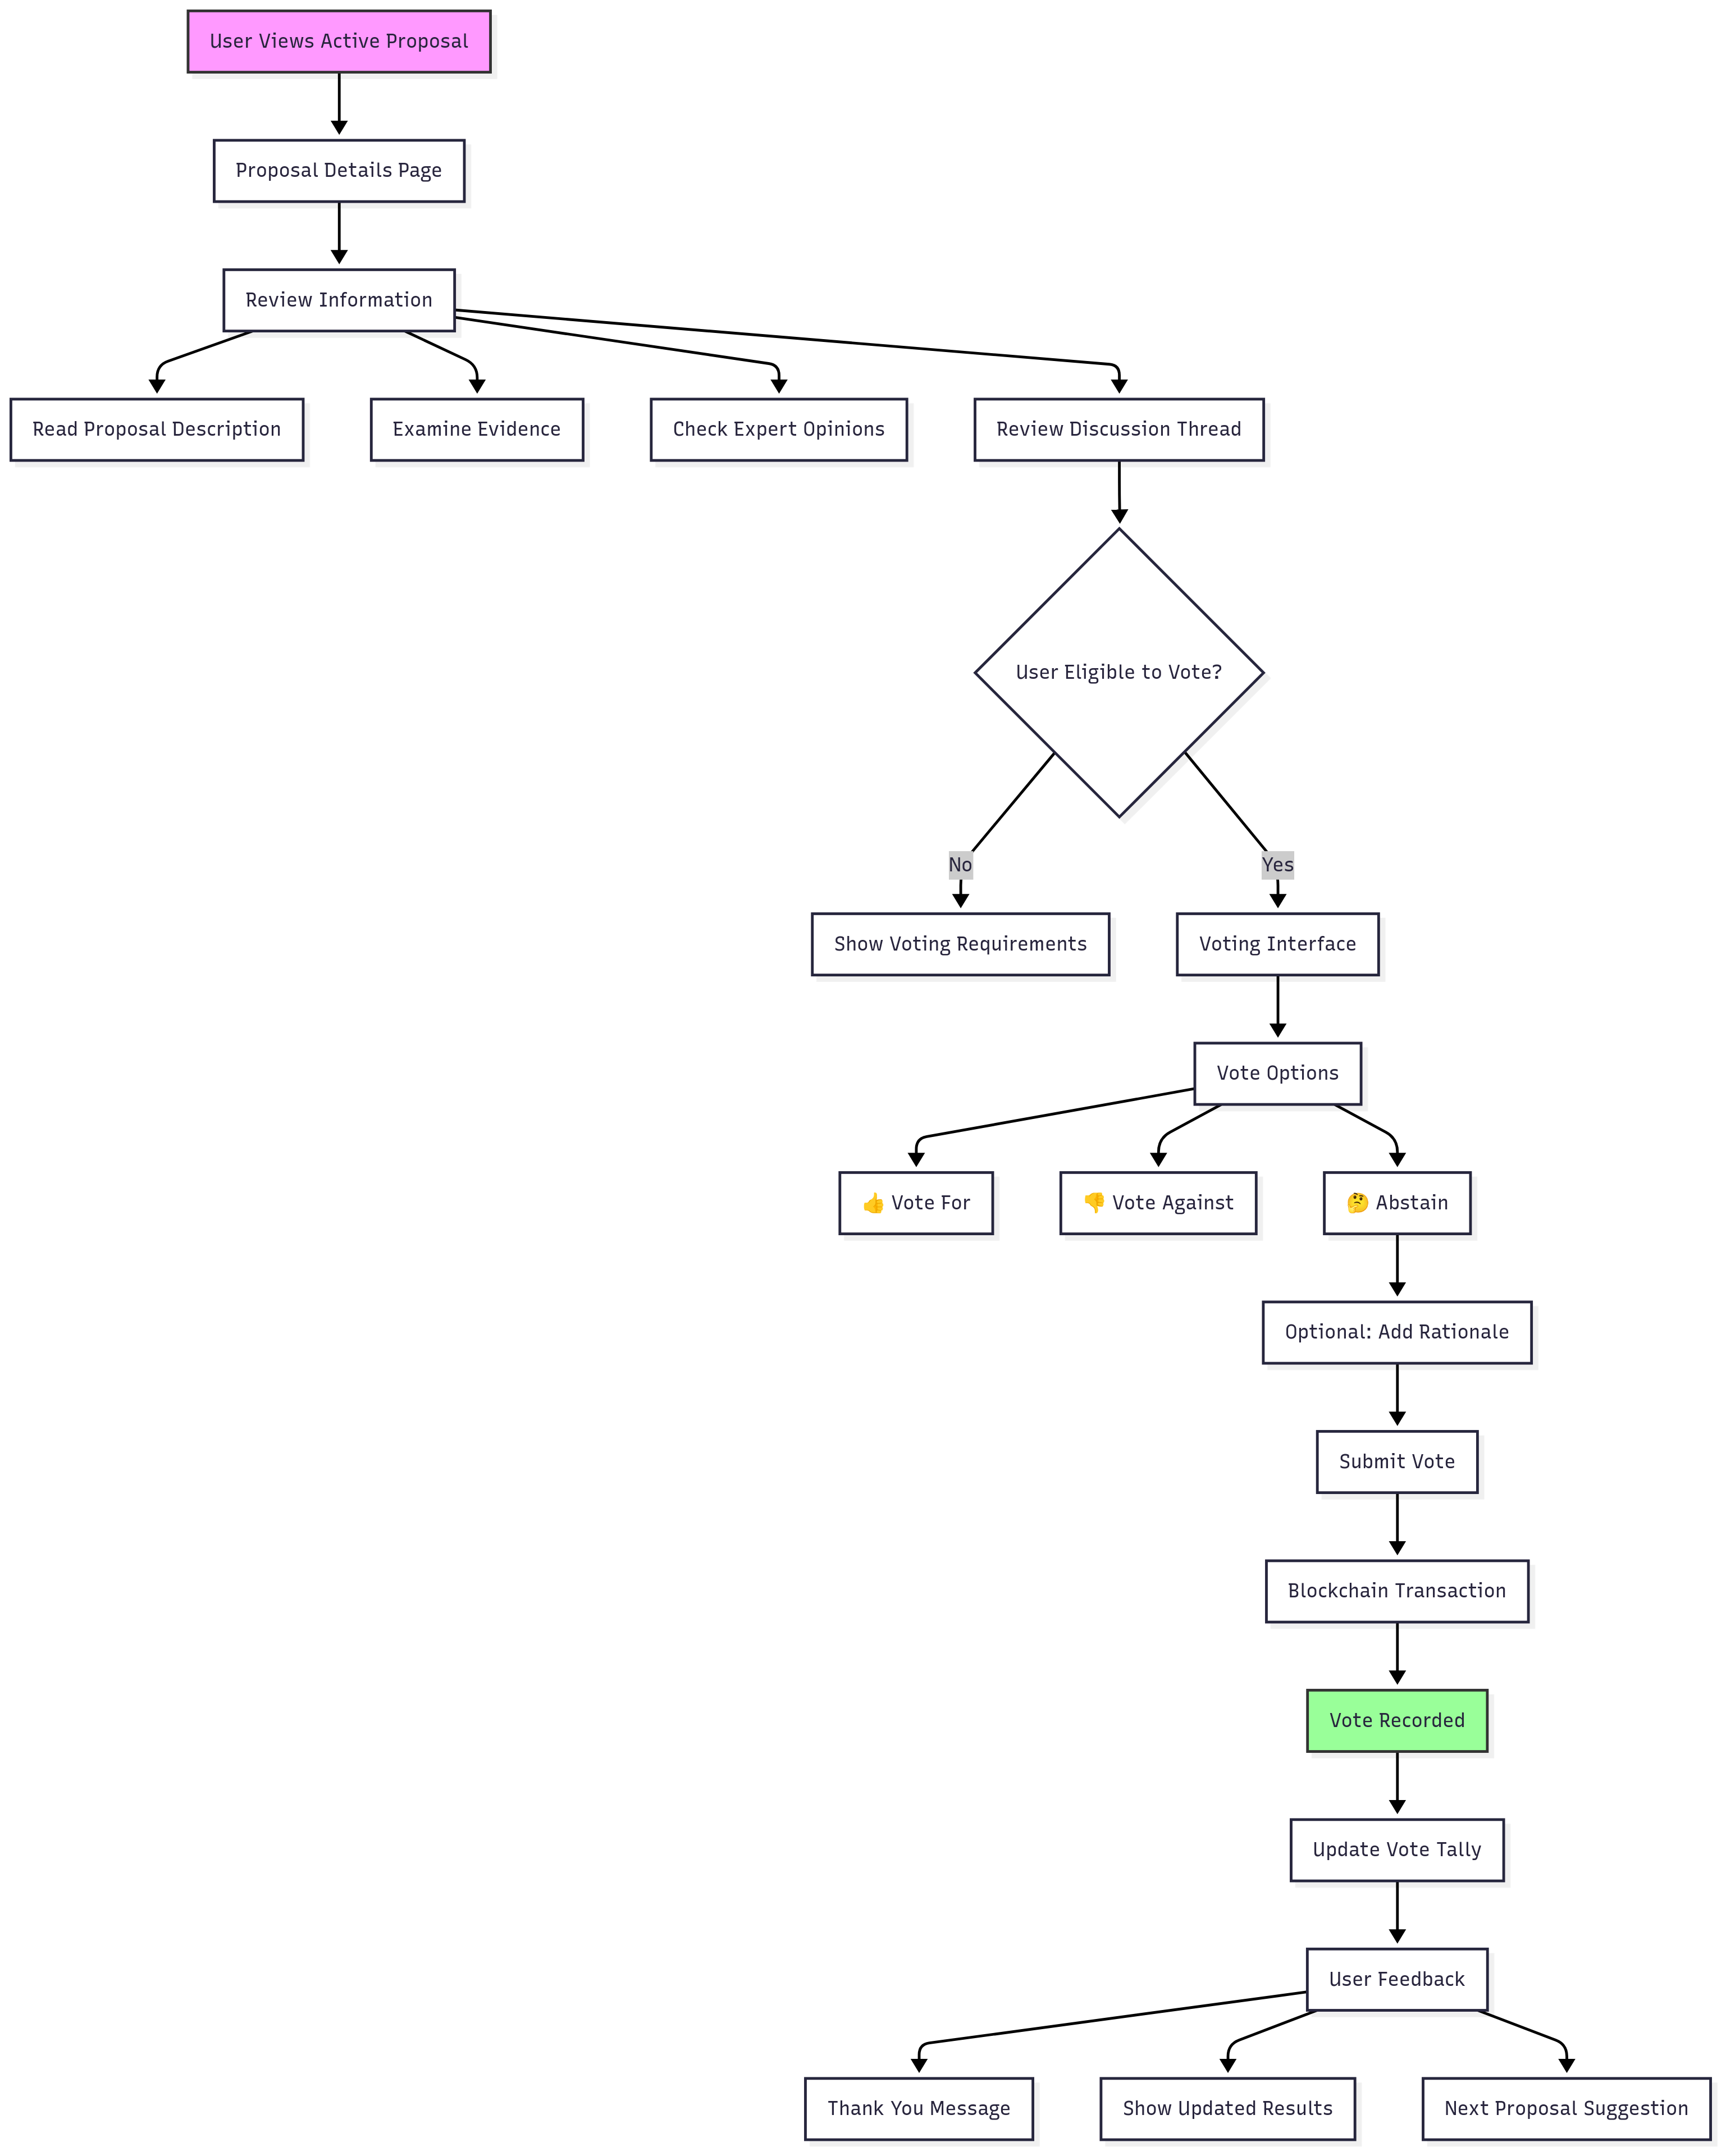 User Views Active Proposal
Proposal Details Page
Review Information
Read Proposal Description
Examine Evidence
Check Expert Opinions
Review Discussion Thread
User Eligible to Vote?
No
Yes
Show Voting Requirements
Voting Interface
Vote Options
👍 Vote For
👎 Vote Against
🤔 Abstain
Optional: Add Rationale
Submit Vote
Blockchain Transaction
Vote Recorded
Update Vote Tally
User Feedback
Thank You Message
Show Updated Results
Next Proposal Suggestion